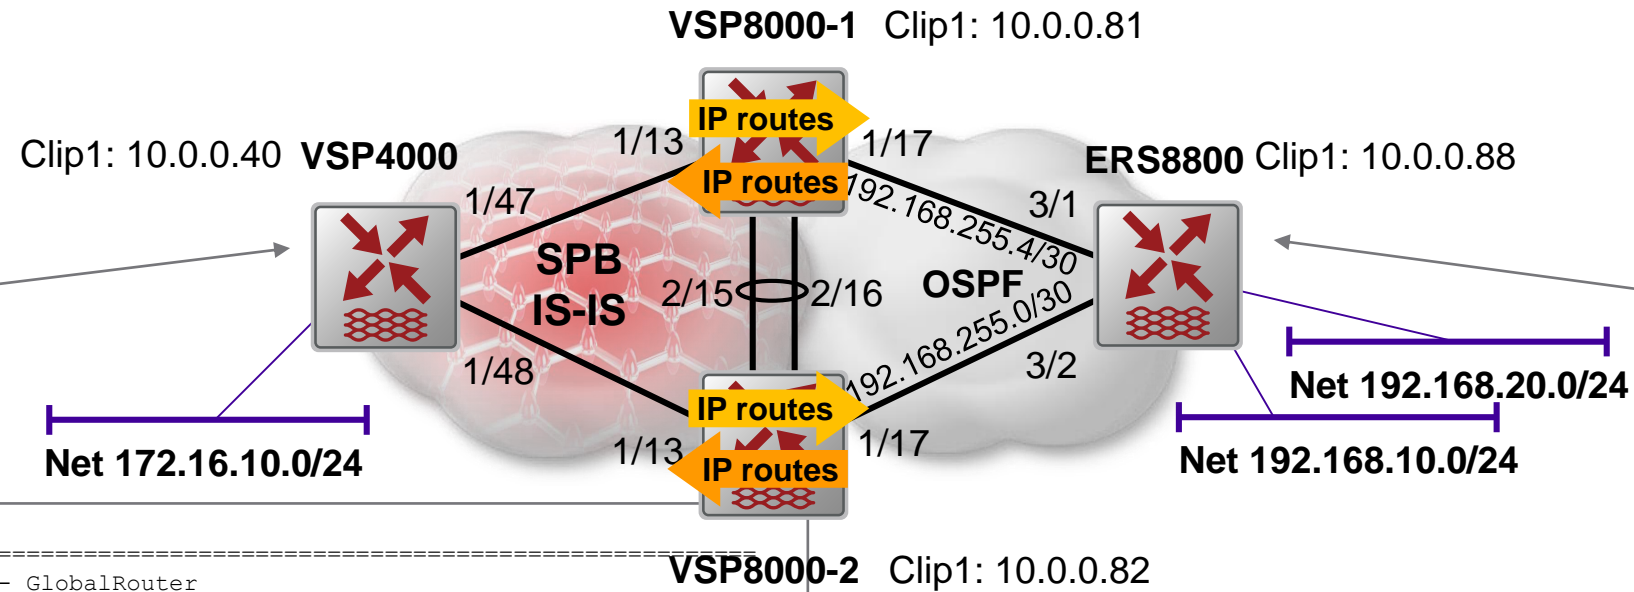 VSP8000-1 Clip1: 10.0.0.81
IP routes
1/13
1/17
Clip1: 10.0.0.40 VSP4000
ERS8800 Clip1: 10.0.0.88
IP routes
192.168.255.4/30
1/47
3/1
SPB
IS-IS
2/15
2/16
OSPF
192.168.255.0/30
1/48
3/2
Net 192.168.20.0/24
IP routes
1/13
1/17
Net 172.16.10.0/24
Net 192.168.10.0/24
IP routes
================================================================
- GlobalRouter
VSP8000-2 Clip1: 10.0.0.82